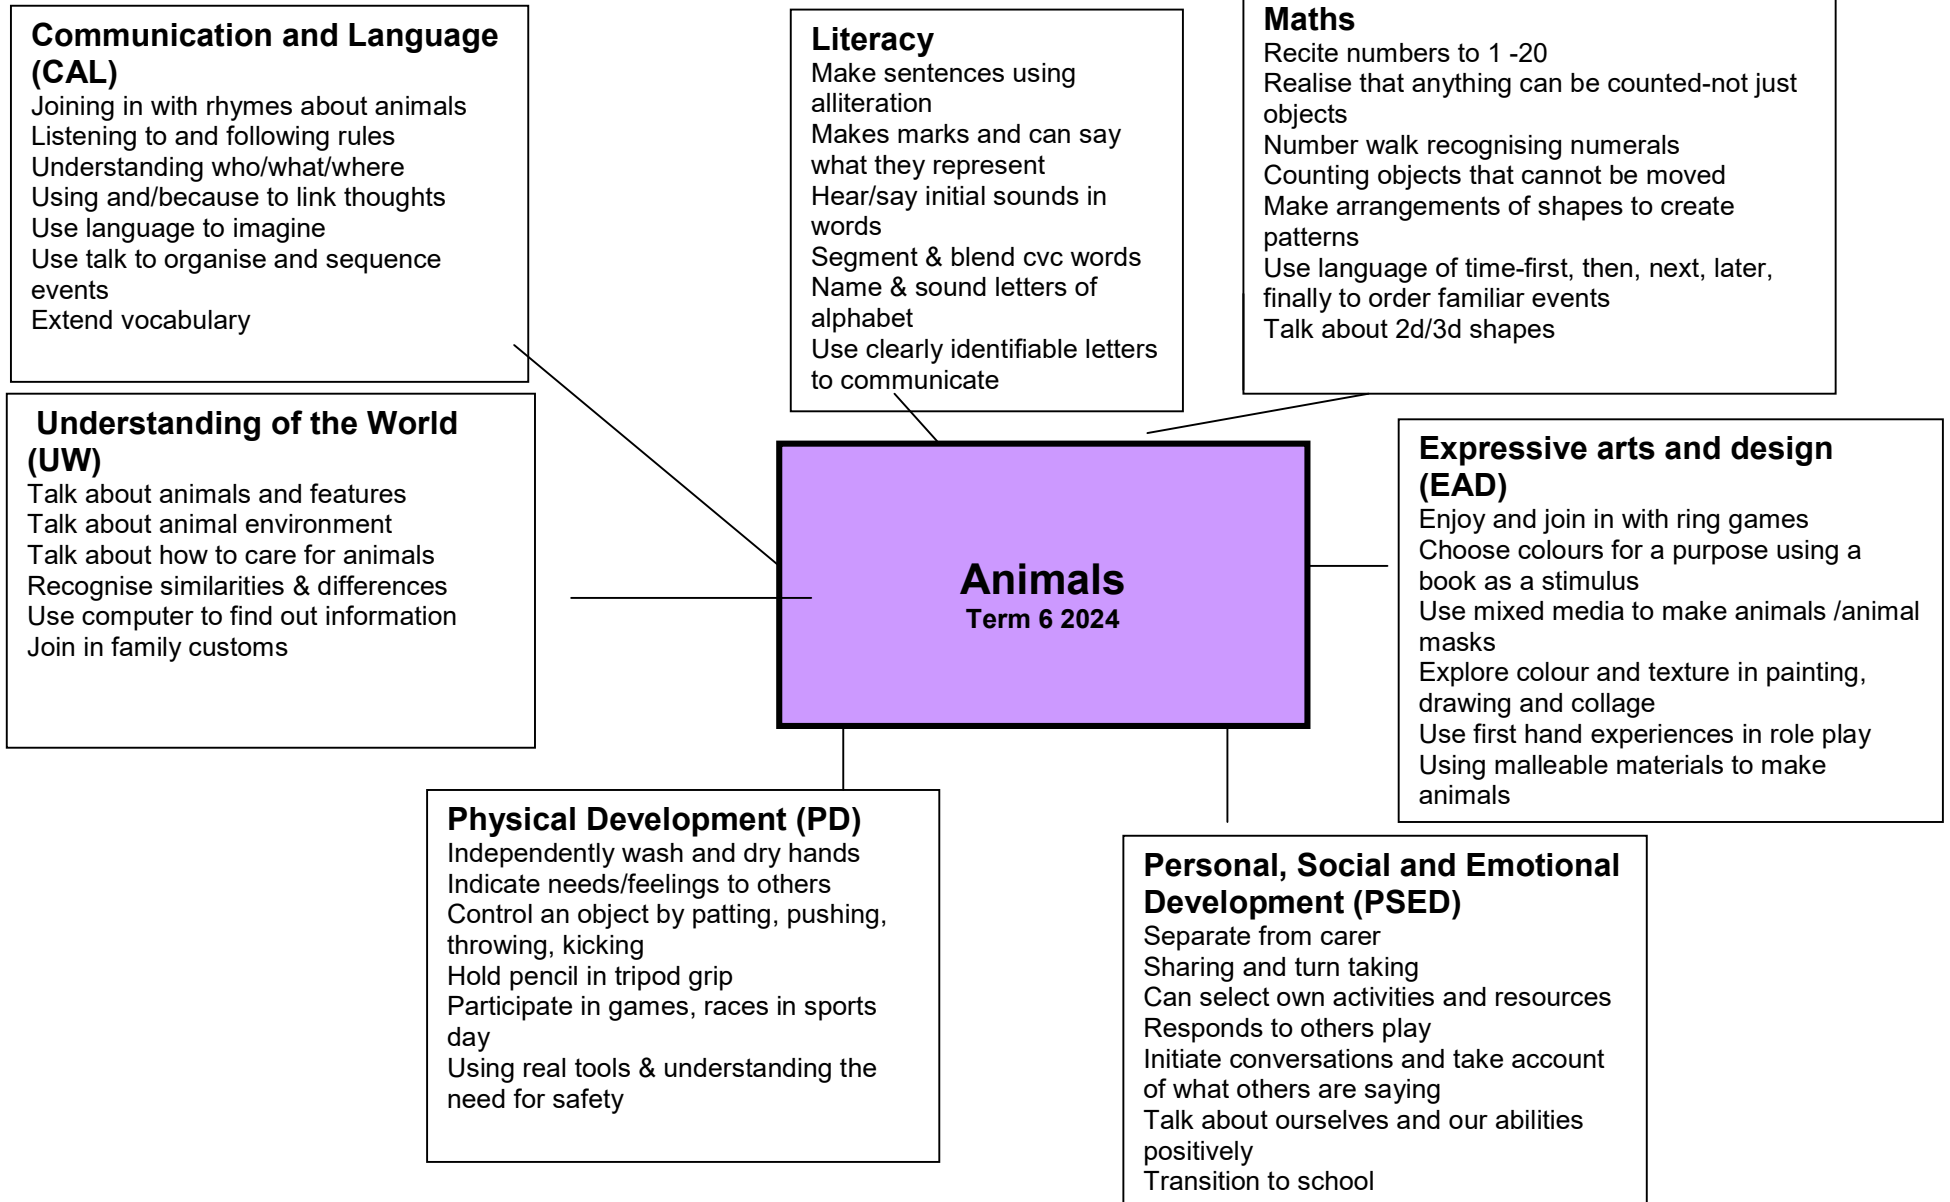 Communication and Language
(CAL)
Joining in with rhymes about animals
Listening to and following rules
Understanding who/what/where
Using and/because to link thoughts
Use language to imagine
Use talk to organise and sequence
events
Extend vocabulary
Literacy
Make sentences using
alliteration
Makes marks and can say
what they represent
Hear/say initial sounds in
words
Segment & blend cvc words
Name & sound letters of
alphabet
Use clearly identifiable letters
to communicate
Maths
Recite numbers to 1 -20
Realise that anything can be counted-not just
objects
Number walk recognising numerals
Counting objects that cannot be moved
Make arrangements of shapes to create
patterns
Use language of time-first, then, next, later,
finally to order familiar events
Talk about 2d/3d shapes
Understanding of the World
(UW)
Talk about animals and features
Talk about animal environment
Talk about how to care for animals
Recognise similarities & differences
Use computer to find out information
Join in family customs
Animals
Term 6 2024
Expressive arts and design
(EAD)
Enjoy and join in with ring games
Choose colours for a purpose using a
book as a stimulus
Use mixed media to make animals /animal
masks
Explore colour and texture in painting,
drawing and collage
Use first hand experiences in role play
Using malleable materials to make
animals
Physical Development (PD)
Independently wash and dry hands
Indicate needs/feelings to others
Control an object by patting, pushing,
throwing, kicking
Hold pencil in tripod grip
Participate in games, races in sports
day
Using real tools & understanding the
need for safety
Personal, Social and Emotional
Development (PSED)
Separate from carer
Sharing and turn taking
Can select own activities and resources
Responds to others play
Initiate conversations and take account
of what others are saying
Talk about ourselves and our abilities
positively
Transition to school